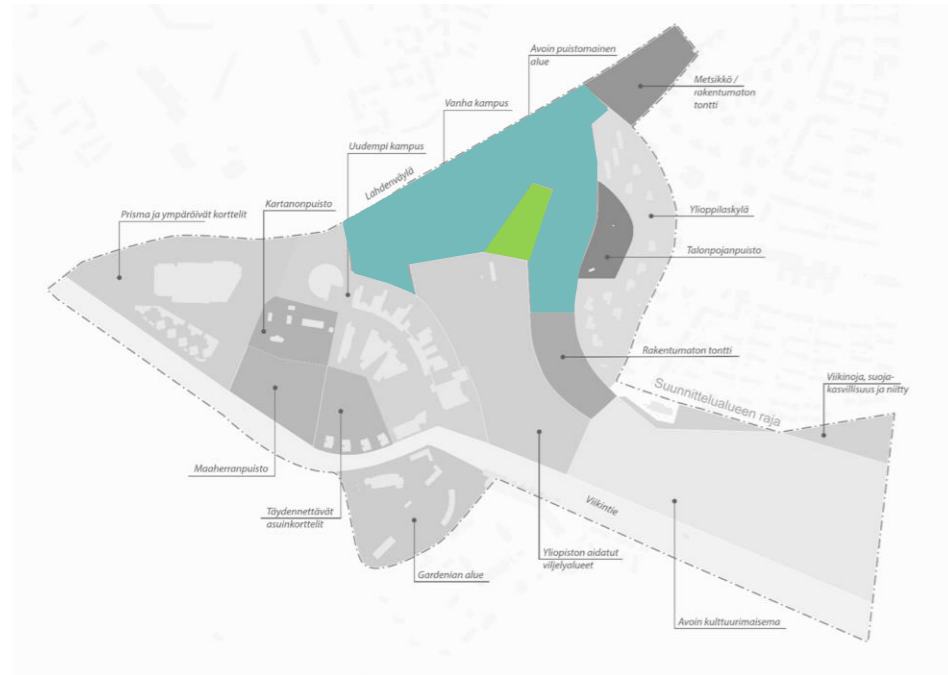 Avoin puistomainen
alue
Metsikkö /
rakentumaton
tontti
Vanha kampus
Uudempi kampus
Lahdenväylä
Kartanonpuisto
Prisma ja ympäröivät korttelit
Ylioppilaskylä
Talonpojanpuisto
Rakentumaton tontti
Viikinoja, suoja-
kasvillisuus ja niitty
Suunnittelualueen raja
Maaherranpuisto
Viikintie
Täydennettävät
asuinkorttelit
Yliopiston aidatut
viljelyalueet
Gardenian alue
Avoin kulttuurimaisema